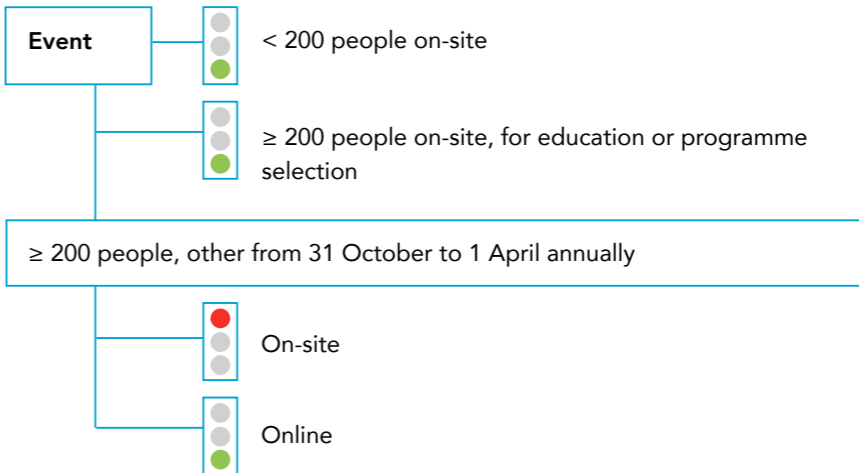 Event
< 200 people on-site
≥ 200 people on-site, for education or programme
selection
≥ 200 people, other from 31 October to 1 April annually
On-site
Online